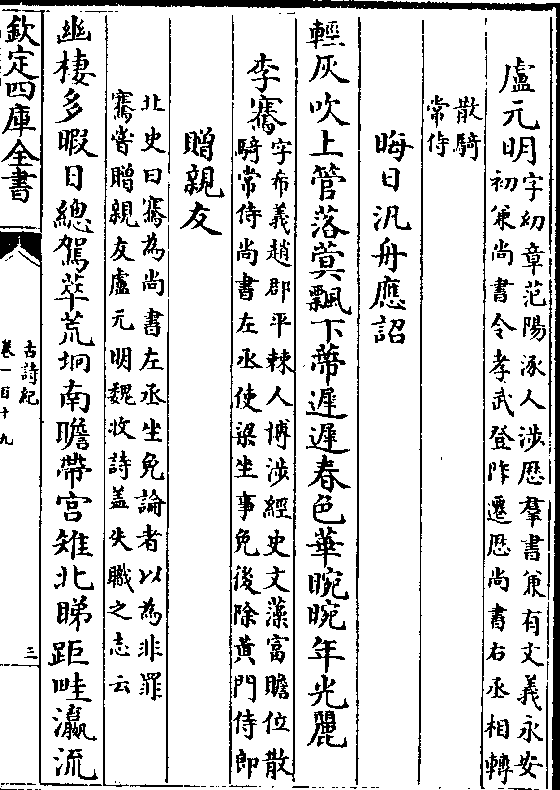 盧元明字幼章范陽涿人涉歴羣書兼有文義永安
初兼尚書令孝武登阼遷歴尚書右丞相轉
散騎
常侍
晦日汎舟應詔
輕灰吹上管落蓂飄下蔕遲遲春色華晼晼年光麗
李騫字希義趙郡平棘人博涉經史文藻富贍位散
騎常侍尚書左丞使梁坐事免後除黄門侍郎
贈親友
北史曰騫為尚書左丞坐免論者以為非罪
騫嘗贈親友盧元明魏收詩盖失職之志云
幽棲多暇日總駕萃荒坰南瞻帶宫雉北睇距畦瀛流
欽定四庫全書
古詩紀
卷一百十九
三